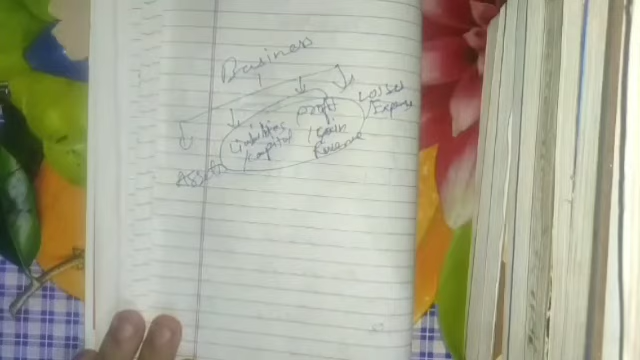 Business
Assets
Liabilities
/capital
profit
/gain
Revenue
Losses
Expense